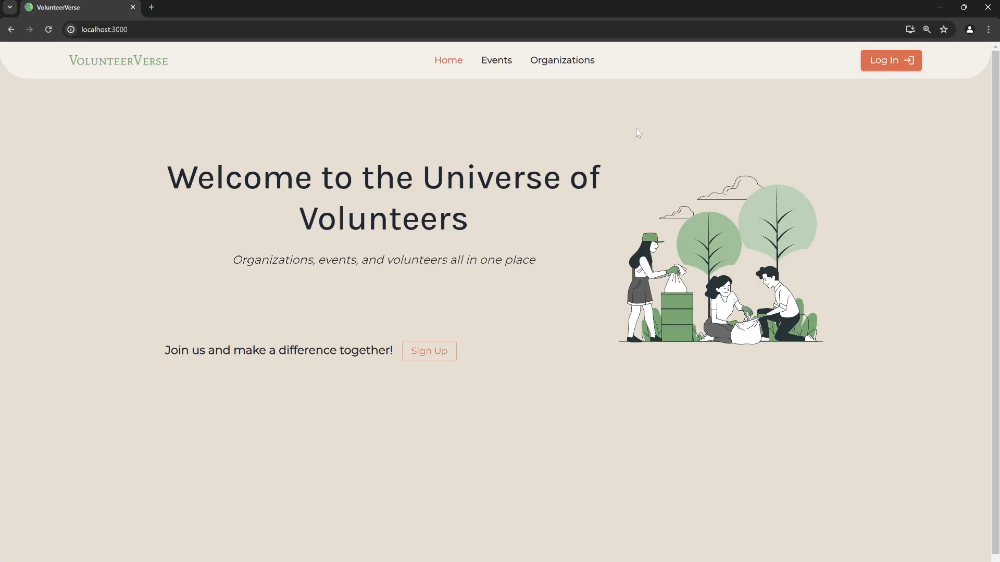 VolunteerVerse
localhost:3000
VOLUNTEERVERSE
Home
Events
Organizations
Log In
Welcome to the Universe of
Volunteers
Organizations, events, and volunteers all in one place
Join us and make a difference together!
Sign Up